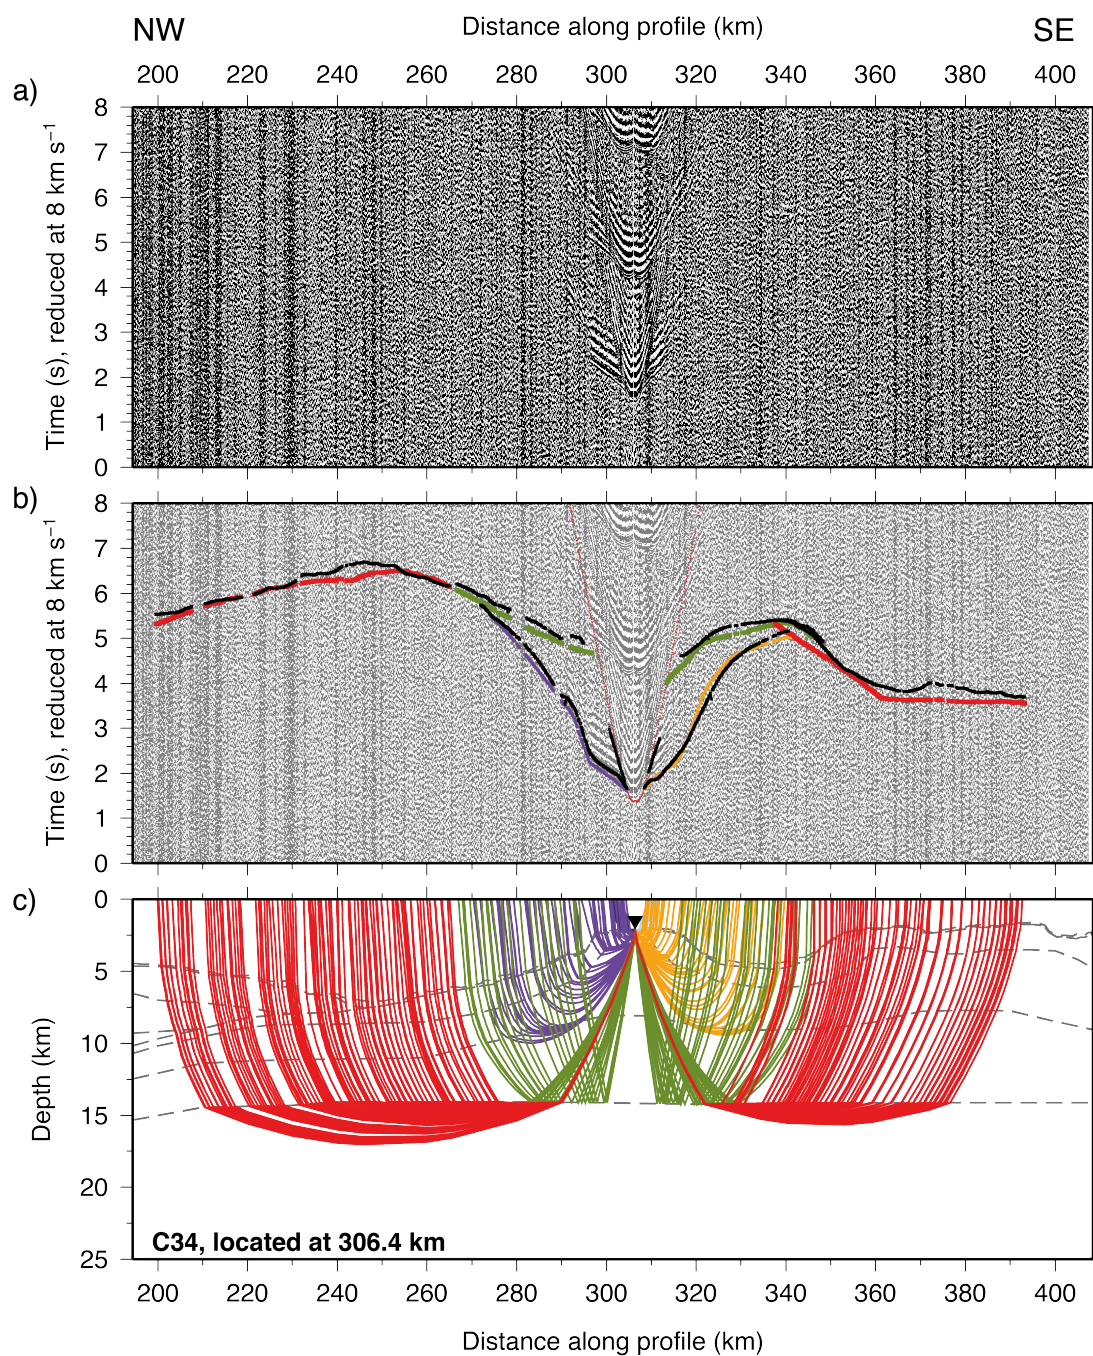 NW Distance along profile (km) SE
200 220 240 260 280 300 320 340 360 380 400
a)
Time (s), reduced at 8 km s⁻¹
8
7
6
5
4
3
2
1
0
b)
Time (s), reduced at 8 km s⁻¹
8
7
6
5
4
3
2
1
0
c)
Depth (km)
0
5
10
15
20
25
C34, located at 306.4 km
200 220 240 260 280 300 320 340 360 380 400
Distance along profile (km)